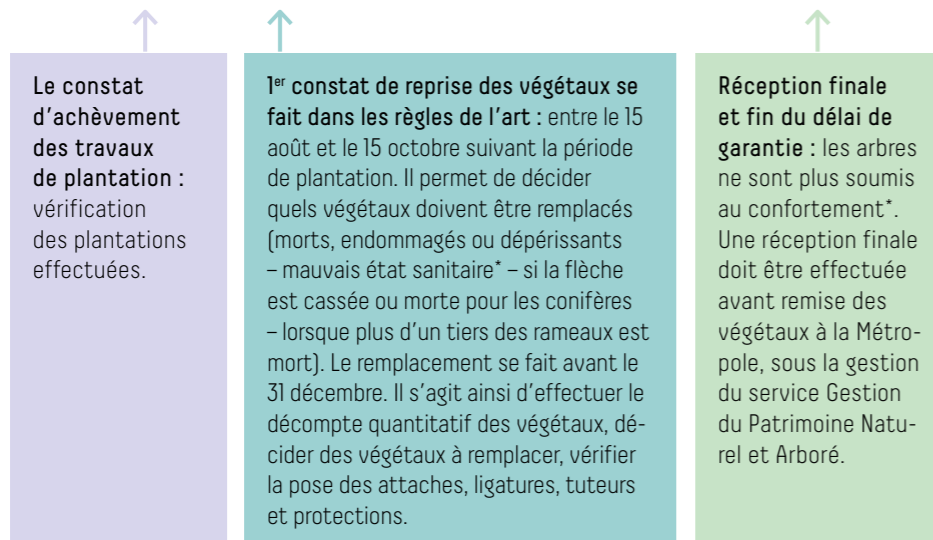 Le constat
d'achèvement
des travaux
de plantation :
vérification
des plantations
effectuées.
1er constat de reprise des végétaux se
fait dans les règles de l'art : entre le 15
août et le 15 octobre suivant la période
de plantation. Il permet de décider
quels végétaux doivent être remplacés
(morts, endommagés ou dépérissants
– mauvais état sanitaire* – si la flèche
est cassée ou morte pour les conifères
– lorsque plus d'un tiers des rameaux est
mort). Le remplacement se fait avant le
31 décembre. Il s'agit ainsi d'effectuer le
décompte quantitatif des végétaux, dé-
cider des végétaux à remplacer, vérifier
la pose des attaches, ligatures, tuteurs
et protections.
Réception finale
et fin du délai de
garantie : les arbres
ne sont plus soumis
au confortement*.
Une réception finale
doit être effectuée
avant remise des
végétaux à la Métro-
pole, sous la gestion
du service Gestion
du Patrimoine Natu-
rel et Arboré.